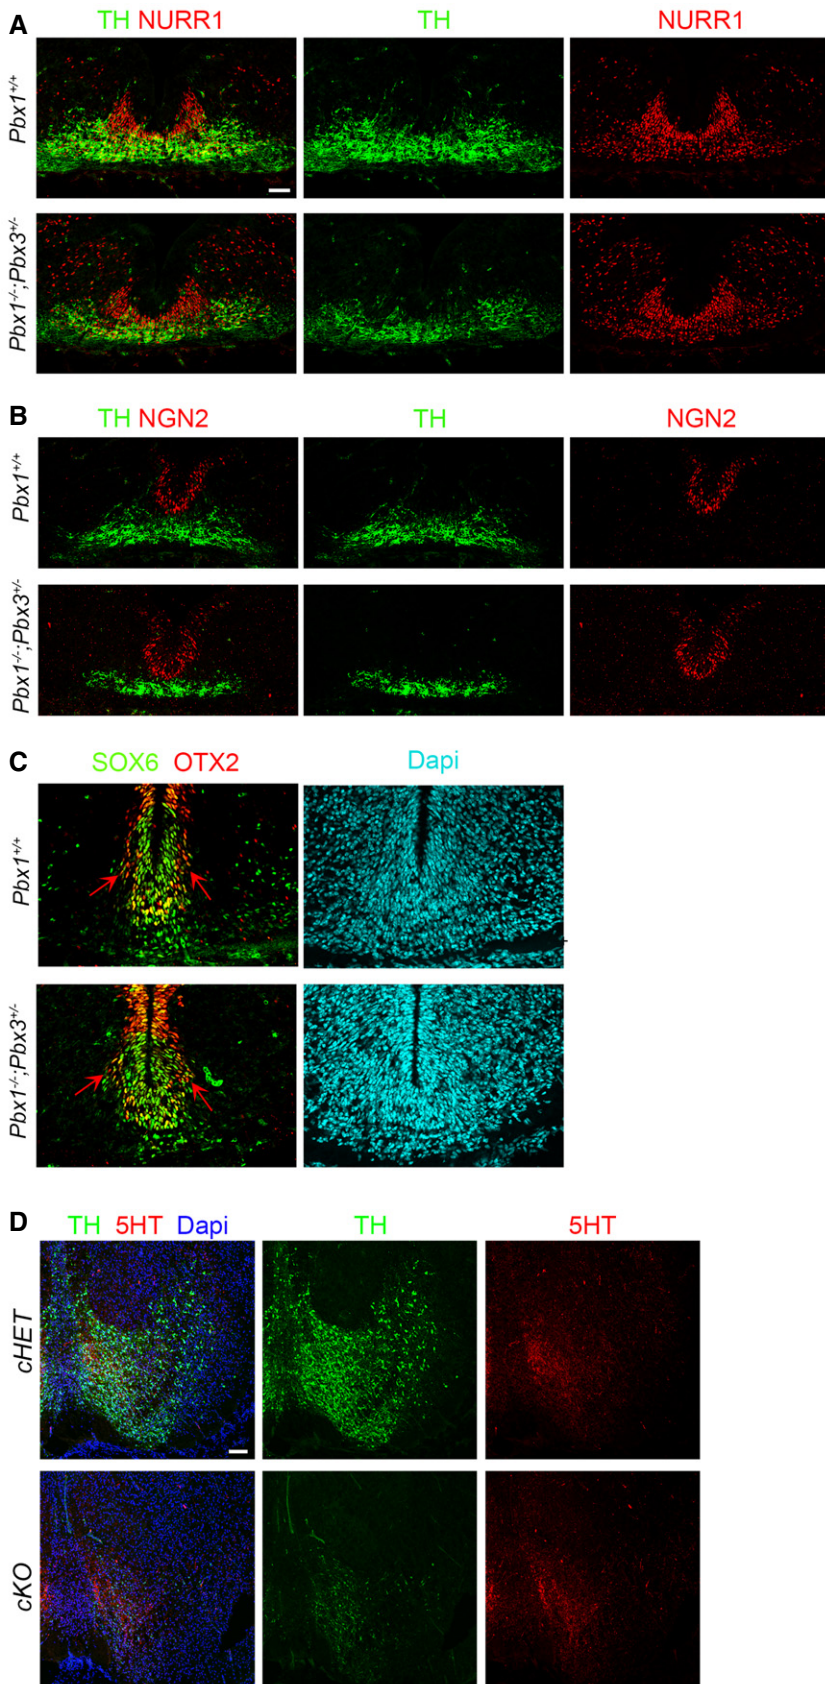 A
TH NURR1 TH NURR1
Pbx1+/+
Pbx1-/-;Pbx3+/-
B
TH NGN2 TH NGN2
Pbx1+/+
Pbx1-/-;Pbx3+/-
C
SOX6 OTX2 Dapi
Pbx1+/+
Pbx1-/-;Pbx3+/-
D
TH 5HT Dapi TH 5HT
cHET
cKO